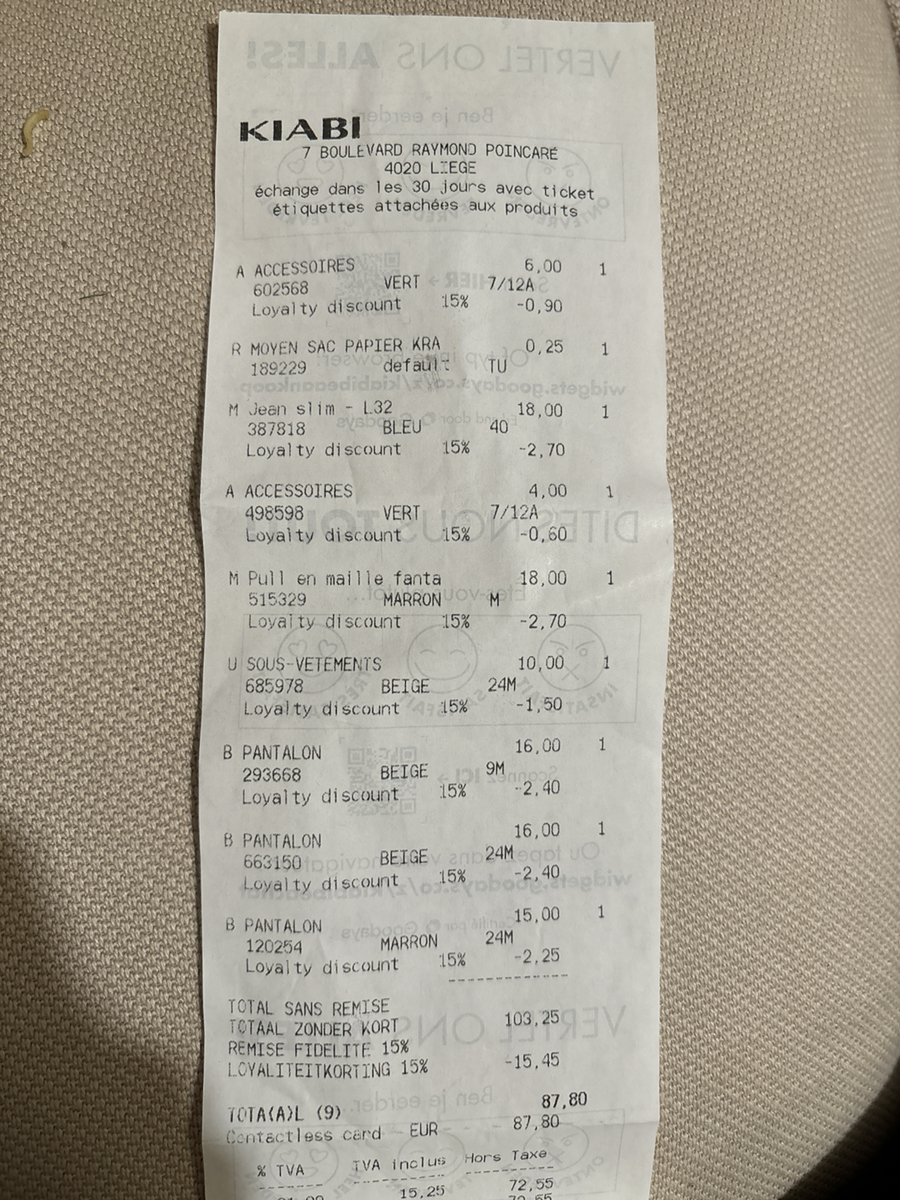 KIABI
7 BOULEVARD RAYMOND POINCARE
4020 LIEGE
échange dans les 30 jours avec ticket
étiquettes attachées aux produits
A ACCESSOIRES 6,00 1
602568 VERT 7/12A
Loyalty discount 15% -0,90
R MOYEN SAC PAPIER KRA 0,25 1
189229 default TU
M Jean slim - L32 18,00 1
387818 BLEU 40
Loyalty discount 15% -2,70
A ACCESSOIRES 4,00 1
498598 VERT 7/12A
Loyalty discount 15% -0,60
M Pull en maille fanta 18,00 1
515329 MARRON M
Loyalty discount 15% -2,70
U SOUS-VETEMENTS 10,00 1
685978 BEIGE 24M
Loyalty discount 15% -1,50
B PANTALON 16,00 1
293668 BEIGE 9M
Loyalty discount 15% -2,40
B PANTALON 16,00 1
663150 BEIGE 24M
Loyalty discount 15% -2,40
B PANTALON 15,00 1
120254 MARRON 24M
Loyalty discount 15% -2,25
TOTAL SANS REMISE
TOTAAL ZONDER KORT 103,25
REMISE FIDELITE 15%
LOYALITEITKORTING 15% -15,45
TOTA(A)L (9) 87,80
Contactless card EUR 87,80
% TVA TVA inclus Hors Taxe
15,25 72,55